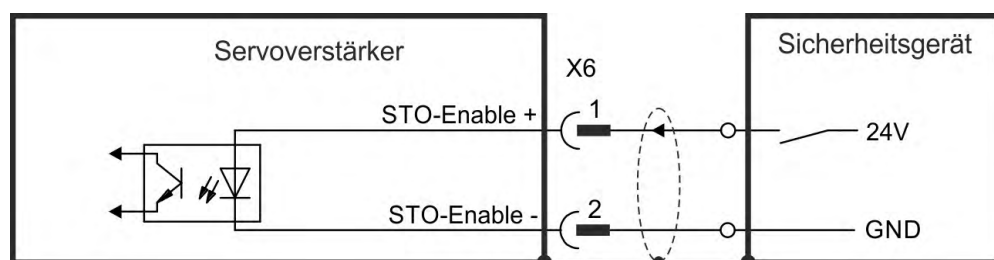 Servoverstärker
Sicherheitsgerät
X6
STO-Enable +
1
24V
STO-Enable -
2
GND